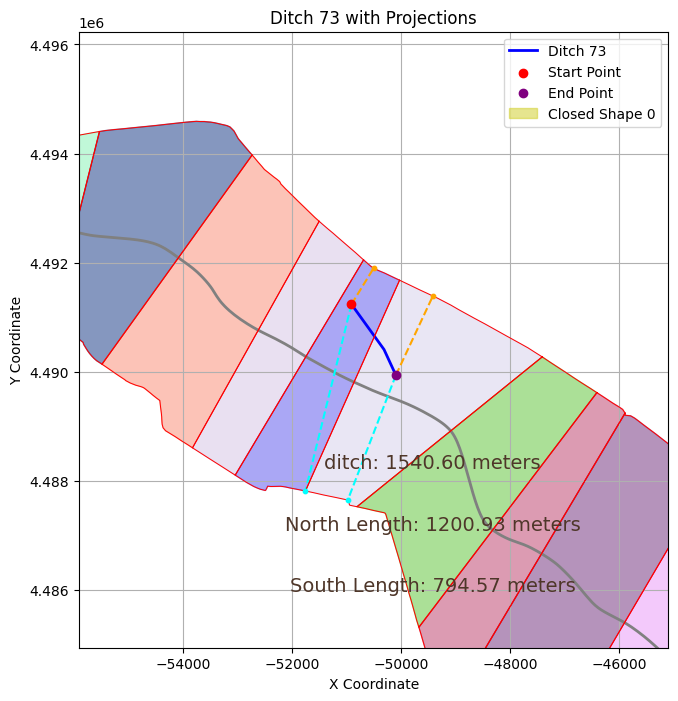 Ditch 73 with Projections
1e6
Ditch 73
Start Point
End Point
Closed Shape 0
4.496
4.494
4.492
4.490
4.488
4.486
Y Coordinate
ditch: 1540.60 meters
North Length: 1200.93 meters
South Length: 794.57 meters
−54000 −52000 −50000 −48000 −46000
X Coordinate